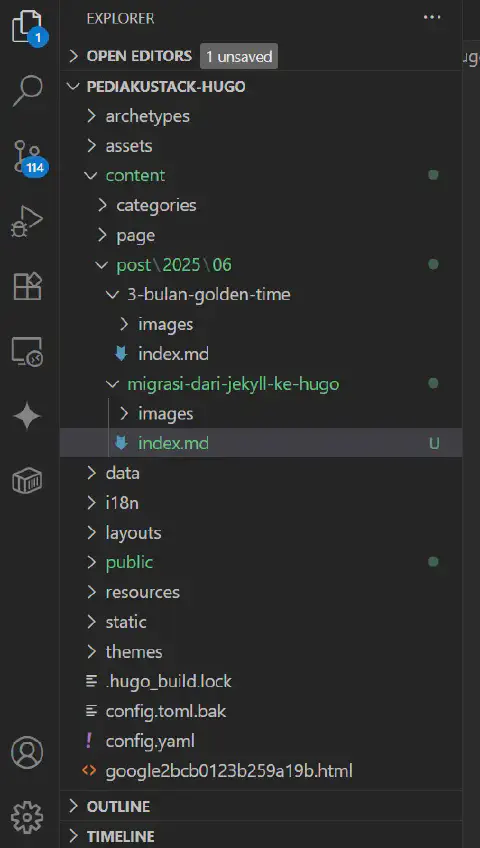 EXPLORER
···
1
OPEN EDITORS 1 unsaved
PEDIAKUSTACK-HUGO
archetypes
assets
114
content
categories
page
post\2025\06
3-bulan-golden-time
images
index.md
migrasi-dari-jekyll-ke-hugo
images
index.md U
data
i18n
layouts
public
resources
static
themes
.hugo_build.lock
config.toml.bak
! config.yaml
<> google2bcb0123b259a19b.html
OUTLINE
TIMELINE